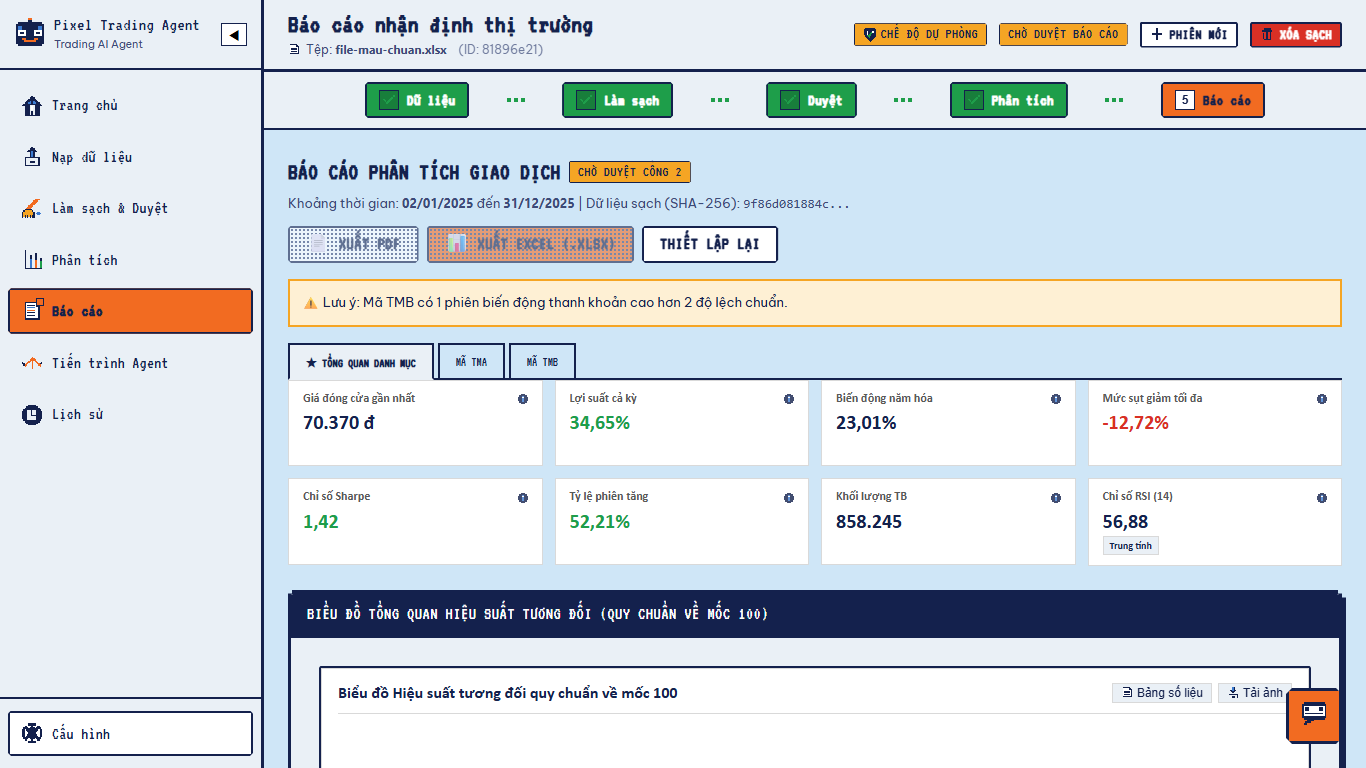 Pixel Trading Agent
Trading AI Agent
Trang chủ
Nạp dữ liệu
Làm sạch & Duyệt
Phân tích
Báo cáo
Tiến trình Agent
Lịch sử
Cấu hình
Báo cáo nhận định thị trường
Tệp: file-mau-chuan.xlsx (ID: 81896e21)
CHẾ ĐỘ DỰ PHÒNG
CHỜ DUYỆT BÁO CÁO
PHIÊN MỚI
XÓA SẠCH
Dữ liệu
Làm sạch
Duyệt
Phân tích
5 Báo cáo
BÁO CÁO PHÂN TÍCH GIAO DỊCH
CHỜ DUYỆT CỔNG 2
Khoảng thời gian: 02/01/2025 đến 31/12/2025 | Dữ liệu sạch (SHA-256): 9f86d081884c...
XUẤT PDF
XUẤT EXCEL (.XLSX)
THIẾT LẬP LẠI
Lưu ý: Mã TMB có 1 phiên biến động thanh khoản cao hơn 2 độ lệch chuẩn.
★ TỔNG QUAN DANH MỤC
MÃ TMA
MÃ TMB
Giá đóng cửa gần nhất
70.370 đ
Lợi suất cả kỳ
34,65%
Biến động năm hóa
23,01%
Mức sụt giảm tối đa
-12,72%
Chỉ số Sharpe
1,42
Tỷ lệ phiên tăng
52,21%
Khối lượng TB
858.245
Chỉ số RSI (14)
56,88
Trung tính
BIỂU ĐỒ TỔNG QUAN HIỆU SUẤT TƯƠNG ĐỐI (QUY CHUẨN VỀ MỐC 100)
Biểu đồ Hiệu suất tương đối quy chuẩn về mốc 100
Bảng số liệu
Tải ảnh